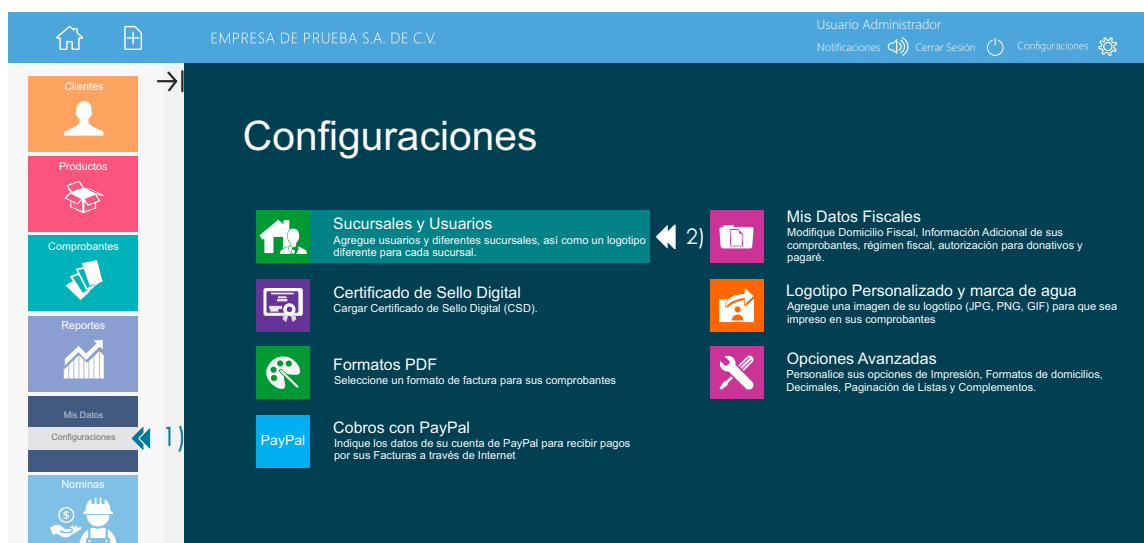 EMPRESA DE PRUEBA S.A. DE C.V.
Usuario Administrador
Notificaciones Cerrar Sesión Configuraciones
Clientes
Productos
Comprobantes
Reportes
Mis Datos
Configuraciones 1)
Nominas
$
Configuraciones
Sucursales y Usuarios
Agregue usuarios y diferentes sucursales, así como un logotipo
diferente para cada sucursal.
2)
Mis Datos Fiscales
Modifique Domicilio Fiscal, Información Adicional de sus
comprobantes, régimen fiscal, autorización para donativos y
pagaré.
Certificado de Sello Digital
Cargar Certificado de Sello Digital (CSD).
Logotipo Personalizado y marca de agua
Agregue una imagen de su logotipo (JPG, PNG, GIF) para que sea
impreso en sus comprobantes
Formatos PDF
Seleccione un formato de factura para sus comprobantes
Opciones Avanzadas
Personalice sus opciones de Impresión, Formatos de domicilios,
Decimales, Paginación de Listas y Complementos.
PayPal
Cobros con PayPal
Indique los datos de su cuenta de PayPal para recibir pagos
por sus Facturas a través de Internet